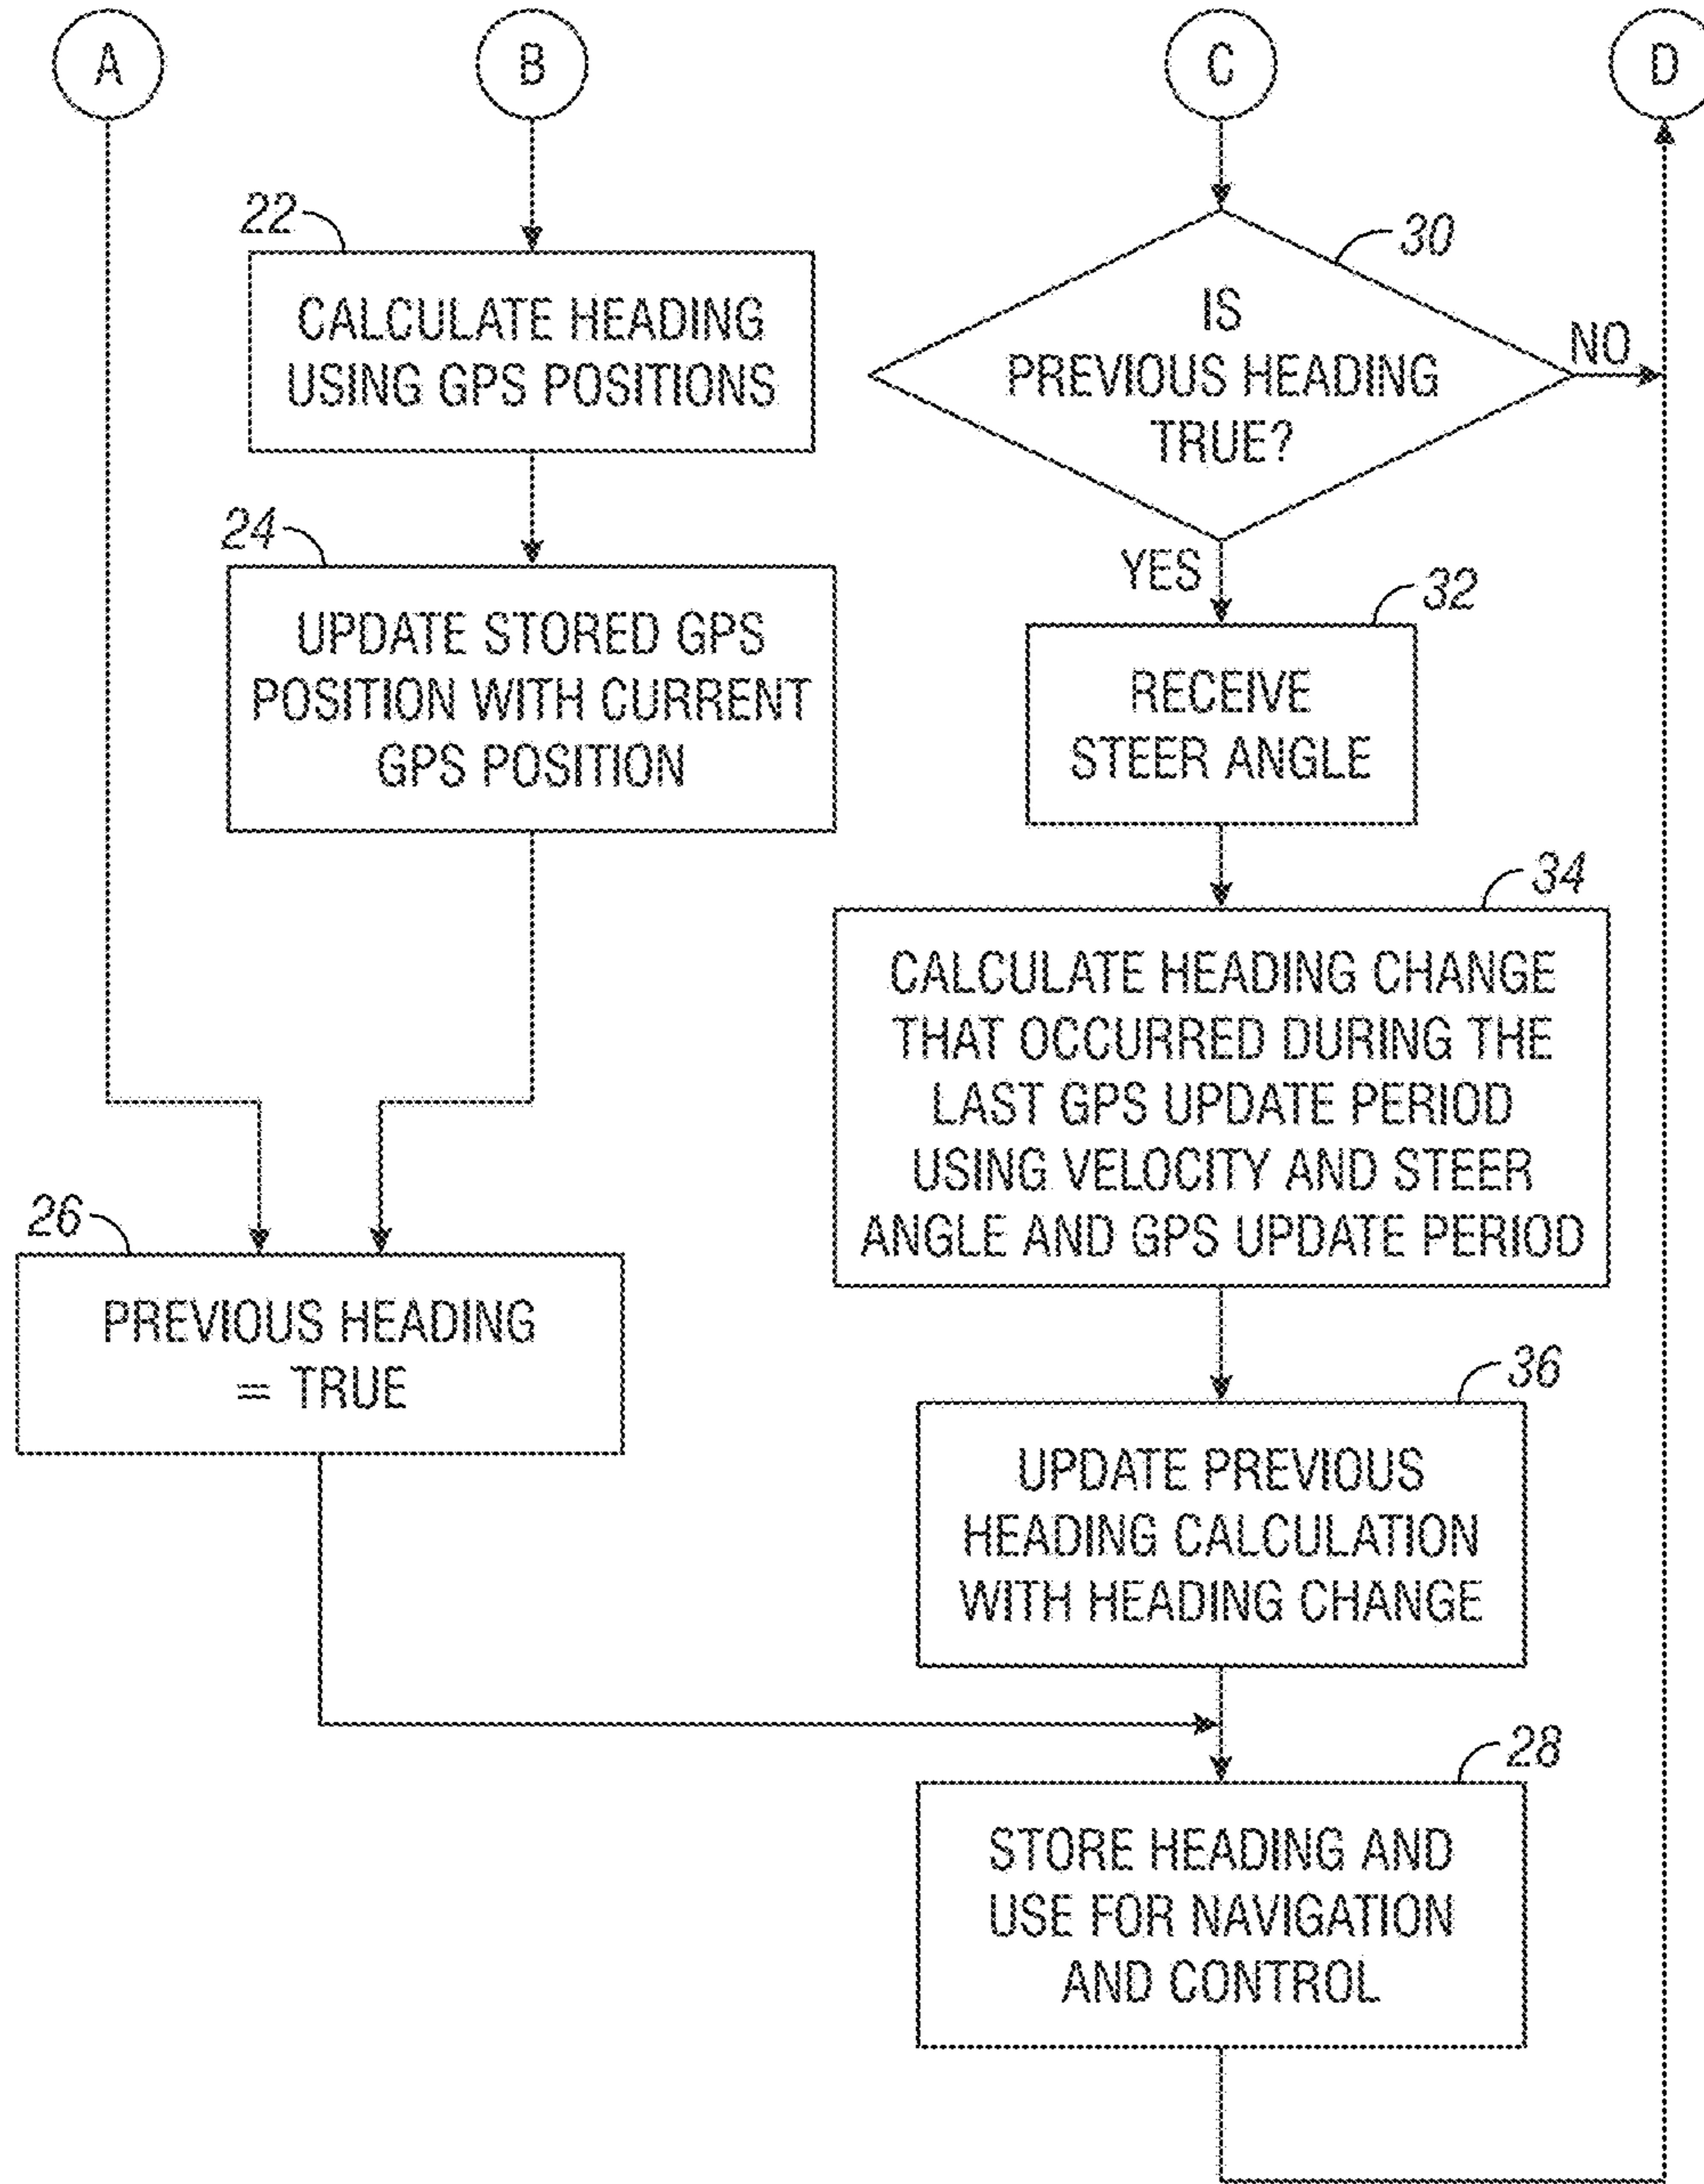 A
B
C
D
22
CALCULATE HEADING
USING GPS POSITIONS
24
UPDATE STORED GPS
POSITION WITH CURRENT
GPS POSITION
26
PREVIOUS HEADING
= TRUE
30
IS
PREVIOUS HEADING
TRUE?
NO
YES
32
RECEIVE
STEER ANGLE
34
CALCULATE HEADING CHANGE
THAT OCCURRED DURING THE
LAST GPS UPDATE PERIOD
USING VELOCITY AND STEER
ANGLE AND GPS UPDATE PERIOD
36
UPDATE PREVIOUS
HEADING CALCULATION
WITH HEADING CHANGE
28
STORE HEADING AND
USE FOR NAVIGATION
AND CONTROL